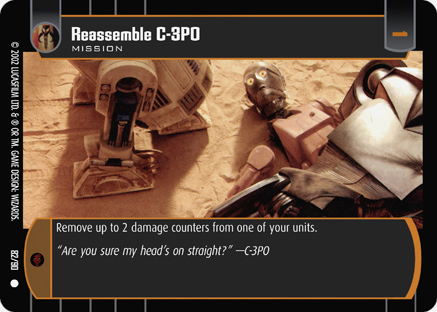 Reassemble C-3PO
MISSION
Remove up to 2 damage counters from one of your units.
"Are you sure my head's on straight?" —C-3PO
© 2002 LUCASFILM LTD. & ® OR TM. GAME DESIGN: WIZARDS.
82/90